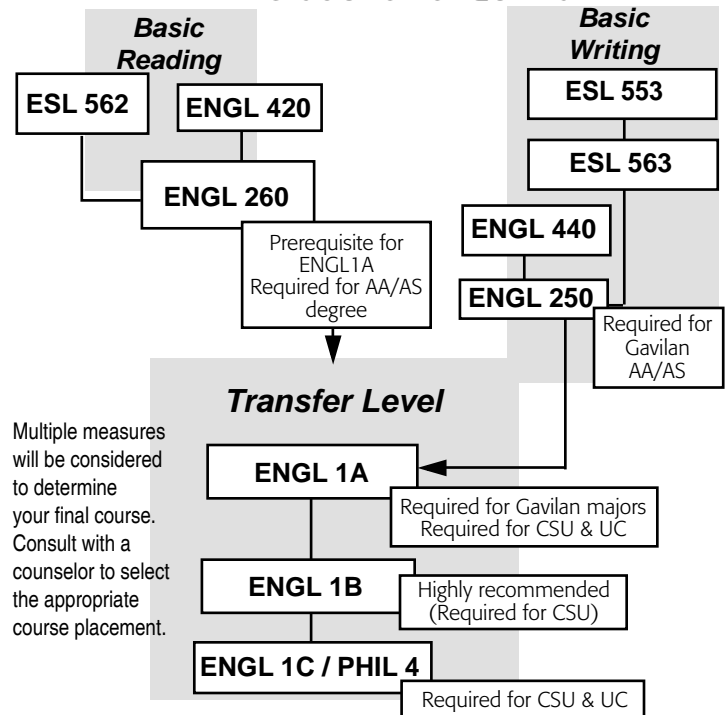 Basic
Reading
Basic
Writing
ESL 562
ENGL 420
ESL 553
ENGL 260
ESL 563
Prerequisite for
ENGL1A
Required for AA/AS
degree
ENGL 440
ENGL 250
Required for
Gavilan
AA/AS
Transfer Level
Multiple measures
will be considered
to determine
your final course.
Consult with a
counselor to select
the appropriate
course placement.
ENGL 1A
Required for Gavilan majors
Required for CSU & UC
ENGL 1B
Highly recommended
(Required for CSU)
ENGL 1C / PHIL 4
Required for CSU & UC